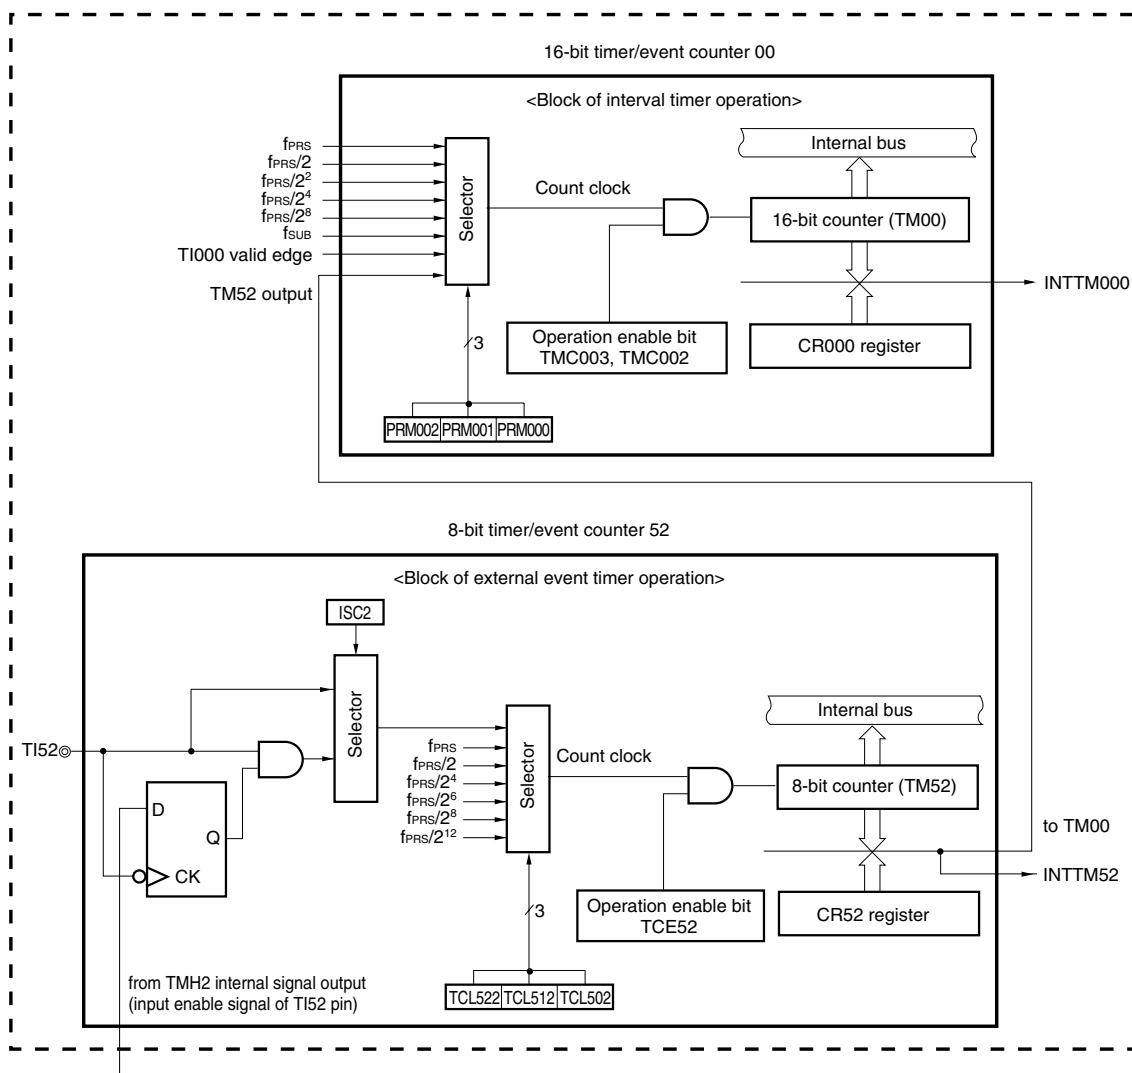 16-bit timer/event counter 00
<Block of interval timer operation>
fPRS
fPRS/2
fPRS/2²
fPRS/2⁴
fPRS/2⁸
fSUB
TI000 valid edge
TM52 output
Selector
Count clock
Internal bus
16-bit counter (TM00)
INTTM000
CR000 register
Operation enable bit
TMC003, TMC002
3
PRM002 PRM001 PRM000
8-bit timer/event counter 52
<Block of external event timer operation>
ISC2
Selector
TI52
D
Q
CK
fPRS
fPRS/2
fPRS/2⁴
fPRS/2⁶
fPRS/2⁸
fPRS/2¹²
Selector
Count clock
Internal bus
8-bit counter (TM52)
to TM00
INTTM52
CR52 register
Operation enable bit
TCE52
3
TCL522 TCL512 TCL502
from TMH2 internal signal output
(input enable signal of TI52 pin)